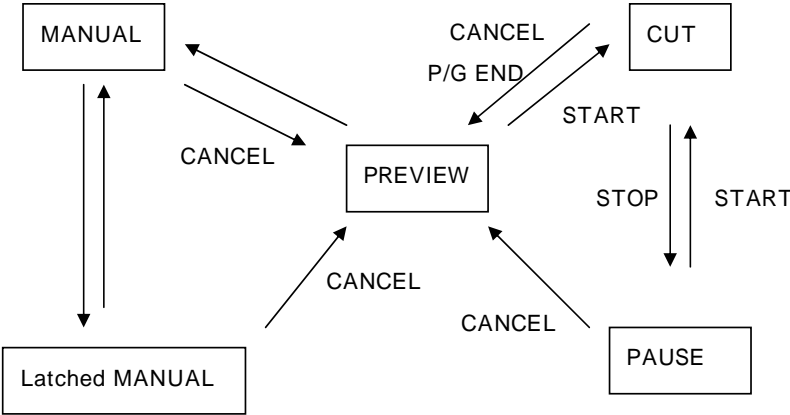 MANUAL
CANCEL
CUT
P/G END
START
CANCEL
PREVIEW
STOP
START
CANCEL
CANCEL
Latched MANUAL
PAUSE